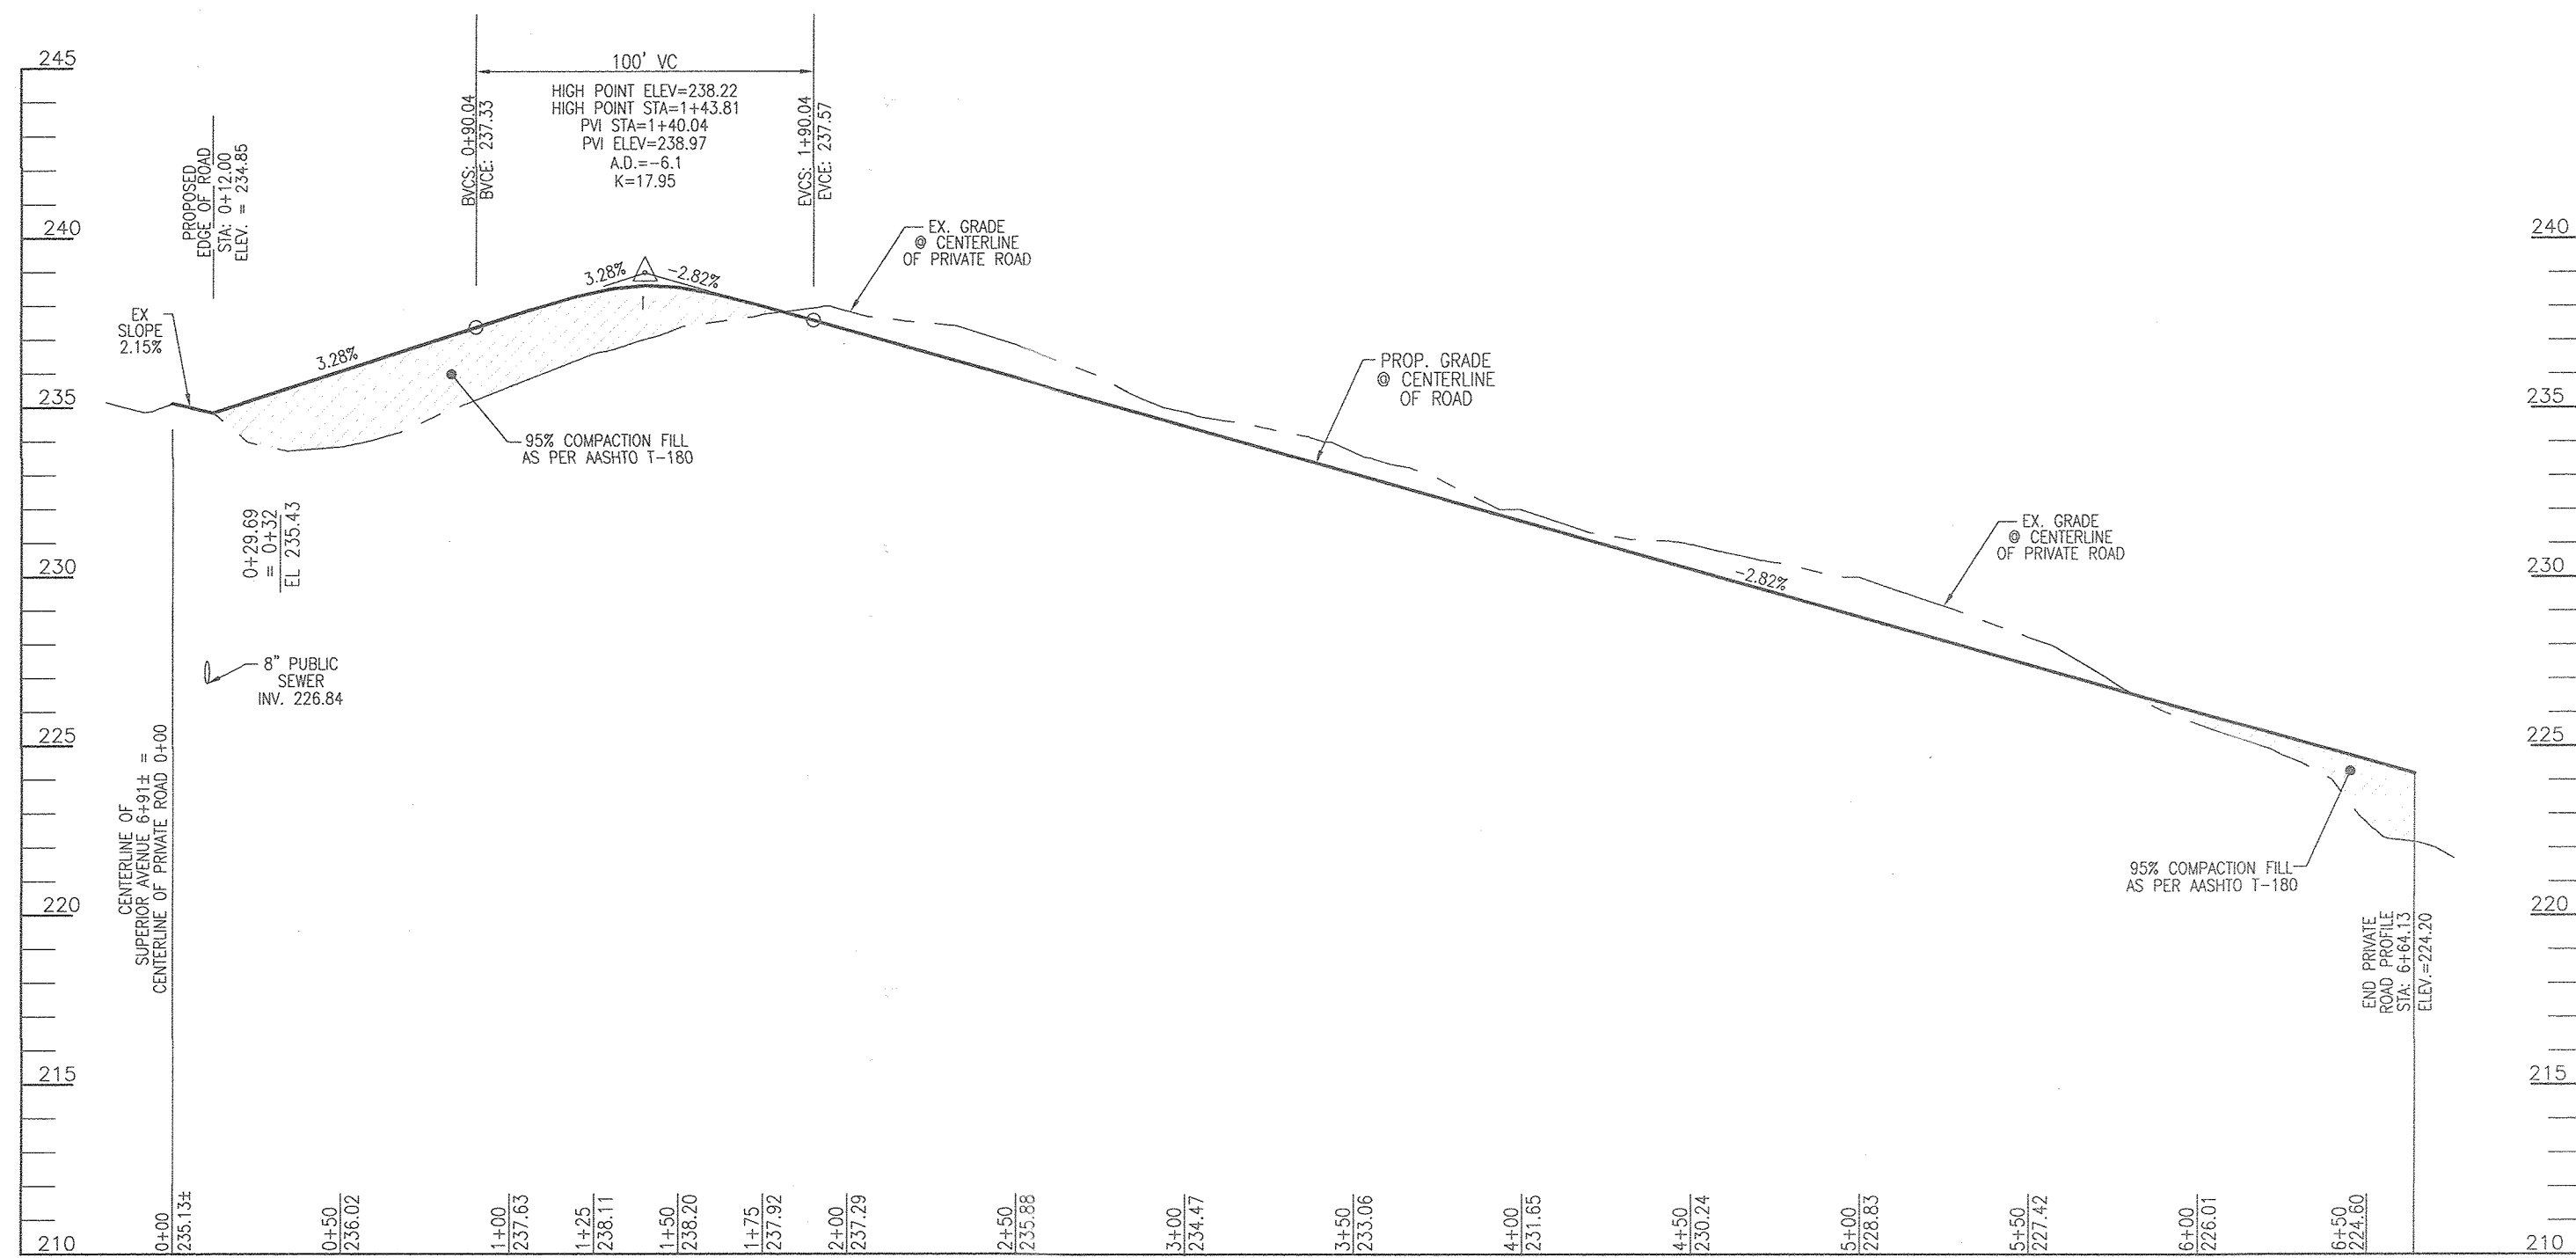 245
240
235
230
225
220
215
210
100' VC
HIGH POINT ELEV=238.22
HIGH POINT STA=1+43.81
PVI STA=1+40.04
PVI ELEV=238.97
A.D.=-6.1
K=17.95
BVCS: 0+90.04
BVCE: 237.33
EVCS: 1+90.04
EVCE: 237.57
PROPOSED
EDGE OF ROAD
STA: 0+12.00
ELEV. = 234.85
EX
SLOPE
2.15%
3.28%
3.28%
-2.82%
EX. GRADE
@ CENTERLINE
OF PRIVATE ROAD
PROP. GRADE
@ CENTERLINE
OF ROAD
95% COMPACTION FILL
AS PER AASHTO T-180
0+29.69
= 0+32
EL 235.43
8" PUBLIC
SEWER
INV. 226.84
CENTERLINE OF
SUPERIOR AVENUE 6+91± =
CENTERLINE OF PRIVATE ROAD 0+00
-2.82%
EX. GRADE
@ CENTERLINE
OF PRIVATE ROAD
95% COMPACTION FILL
AS PER AASHTO T-180
END PRIVATE
ROAD PROFILE
STA: 6+64.13
ELEV.=224.20
240
235
230
225
220
215
210
0+00
235.13±
0+50
236.02
1+00
237.63
1+25
238.11
1+50
238.20
1+75
237.92
2+00
237.29
2+50
235.88
3+00
234.47
3+50
233.06
4+00
231.65
4+50
230.24
5+00
228.83
5+50
227.42
6+00
226.01
6+50
224.60